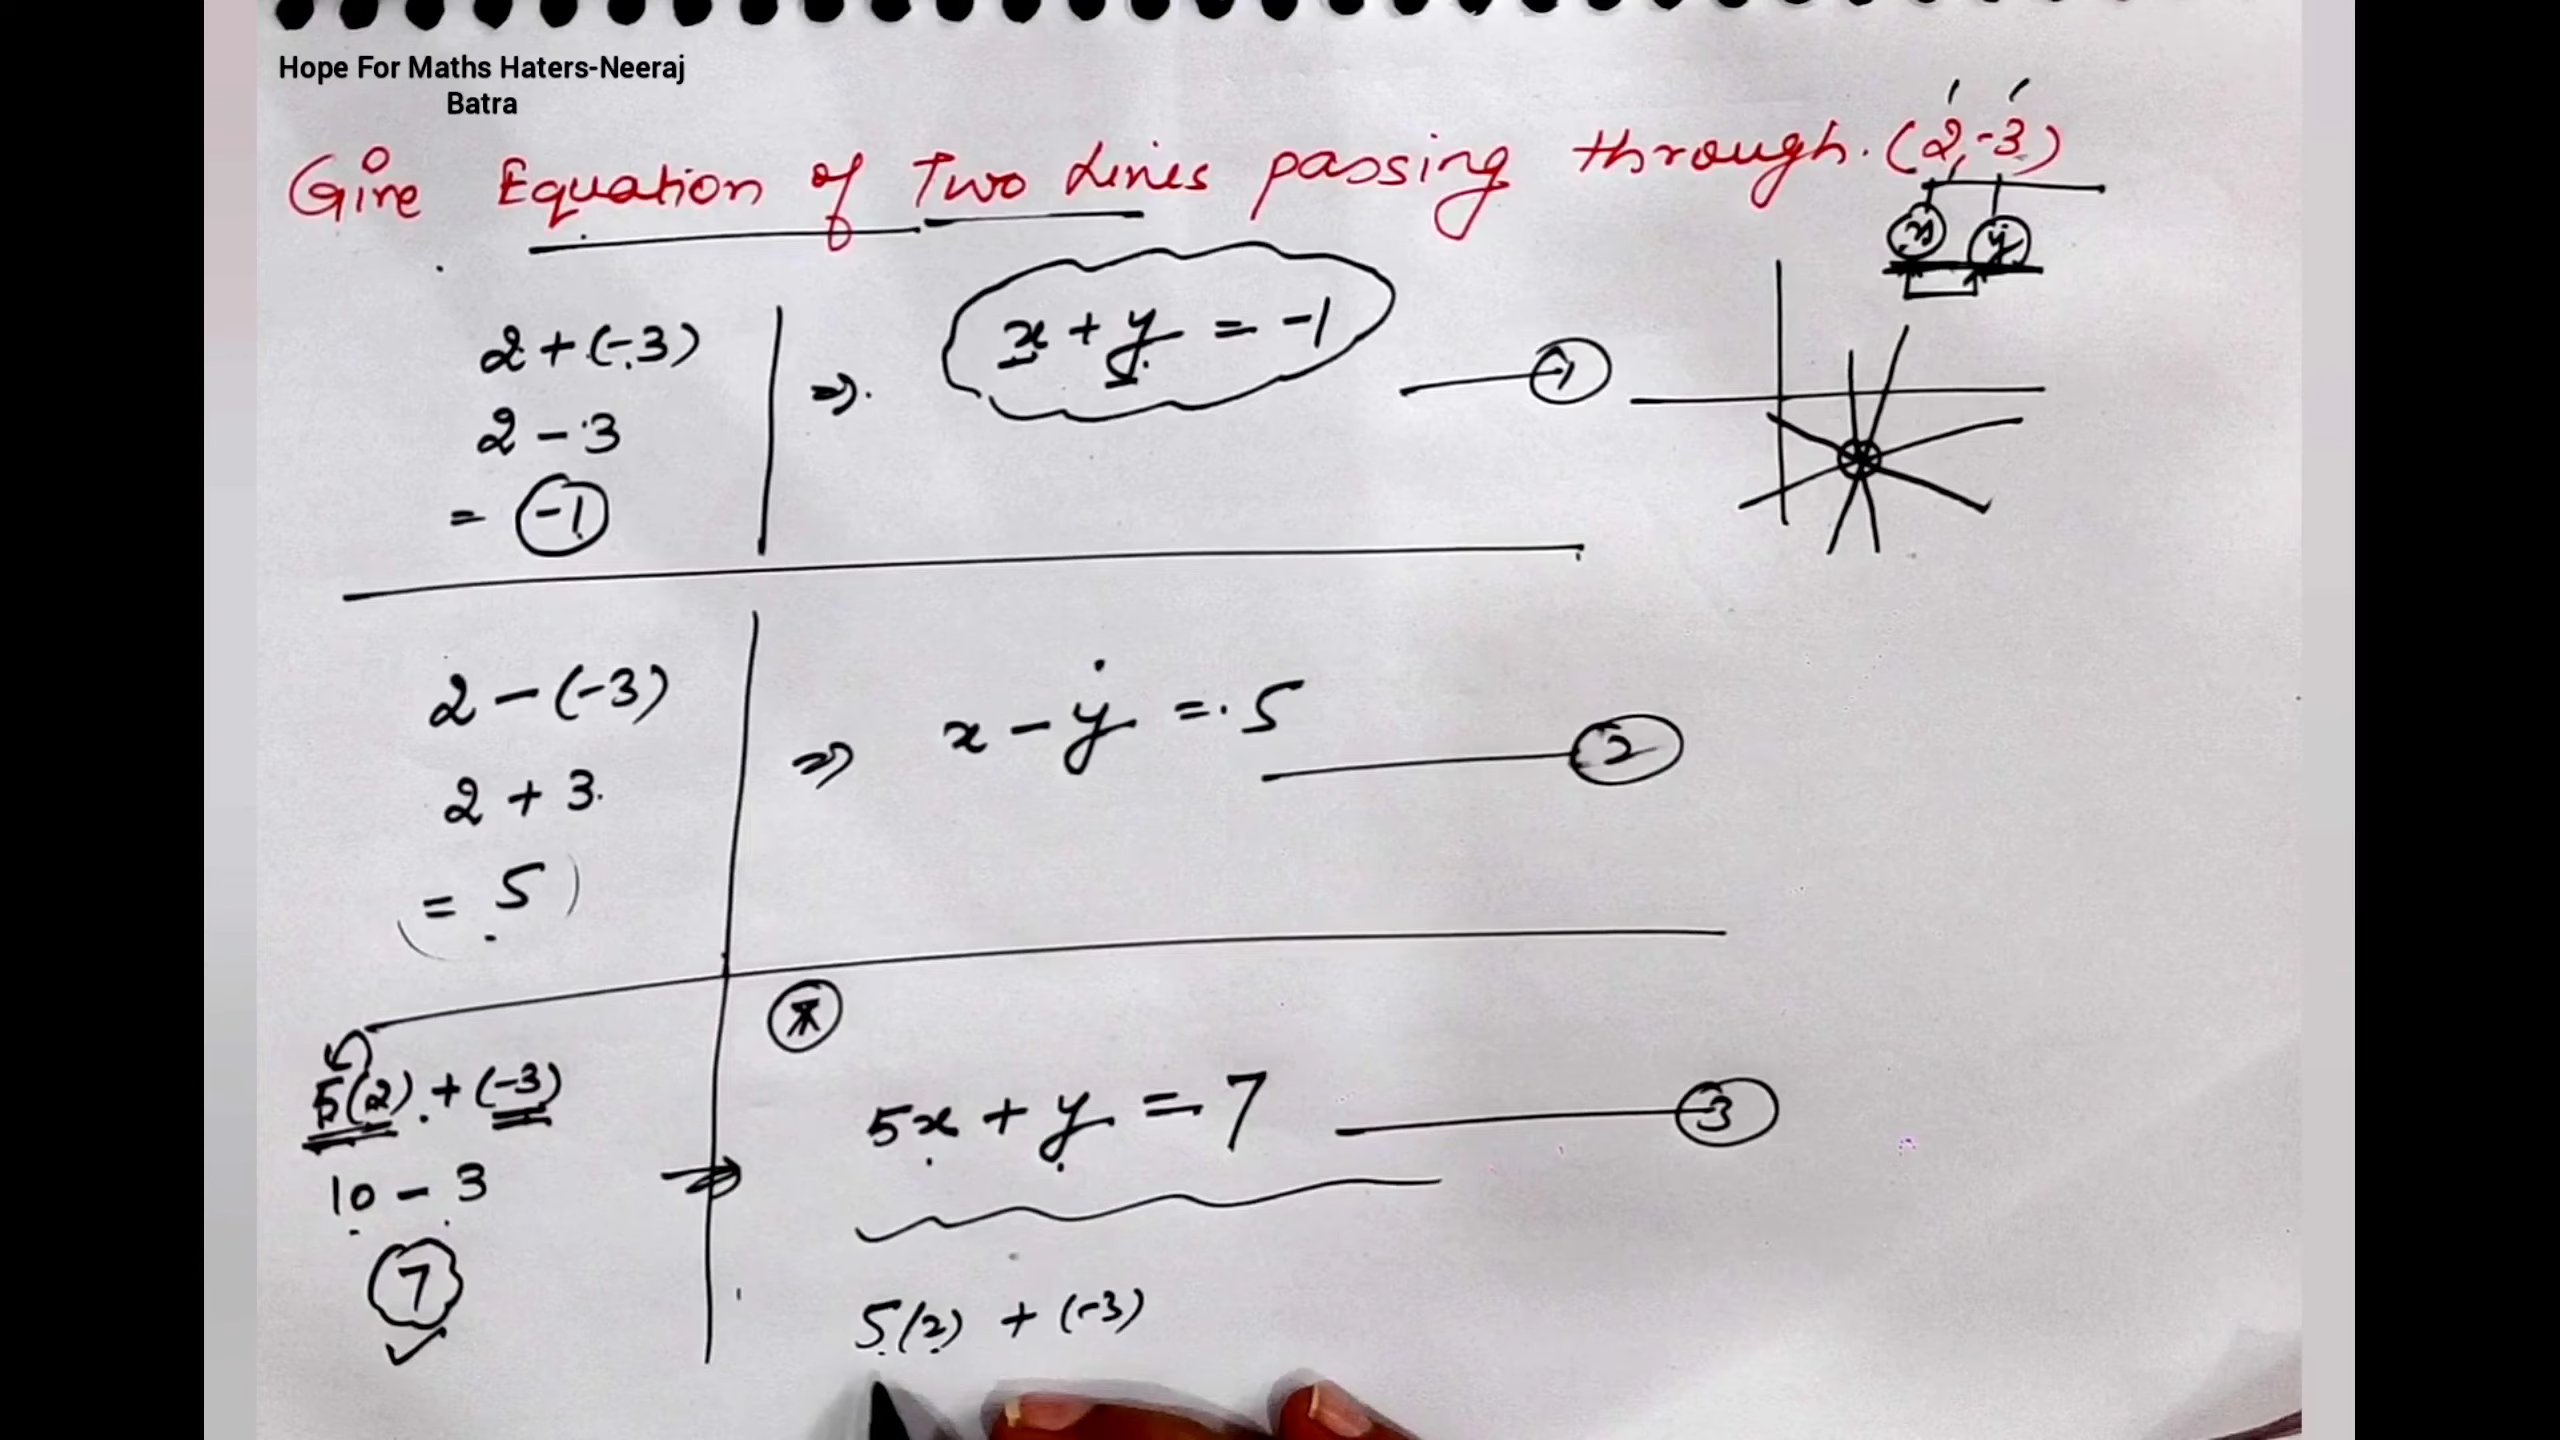 Hope For Maths Haters-Neeraj
Batra
Give Equation of Two Lines passing through (2,-3)
x y
2 + (-3)
2 - 3
= -1
⇒ x + y = -1 1
2 - (-3)
2 + 3
= 5
⇒ x - y = 5 2
5(2) + (-3)
10 - 3
7
5x + y = 7 3
5(2) + (-3)